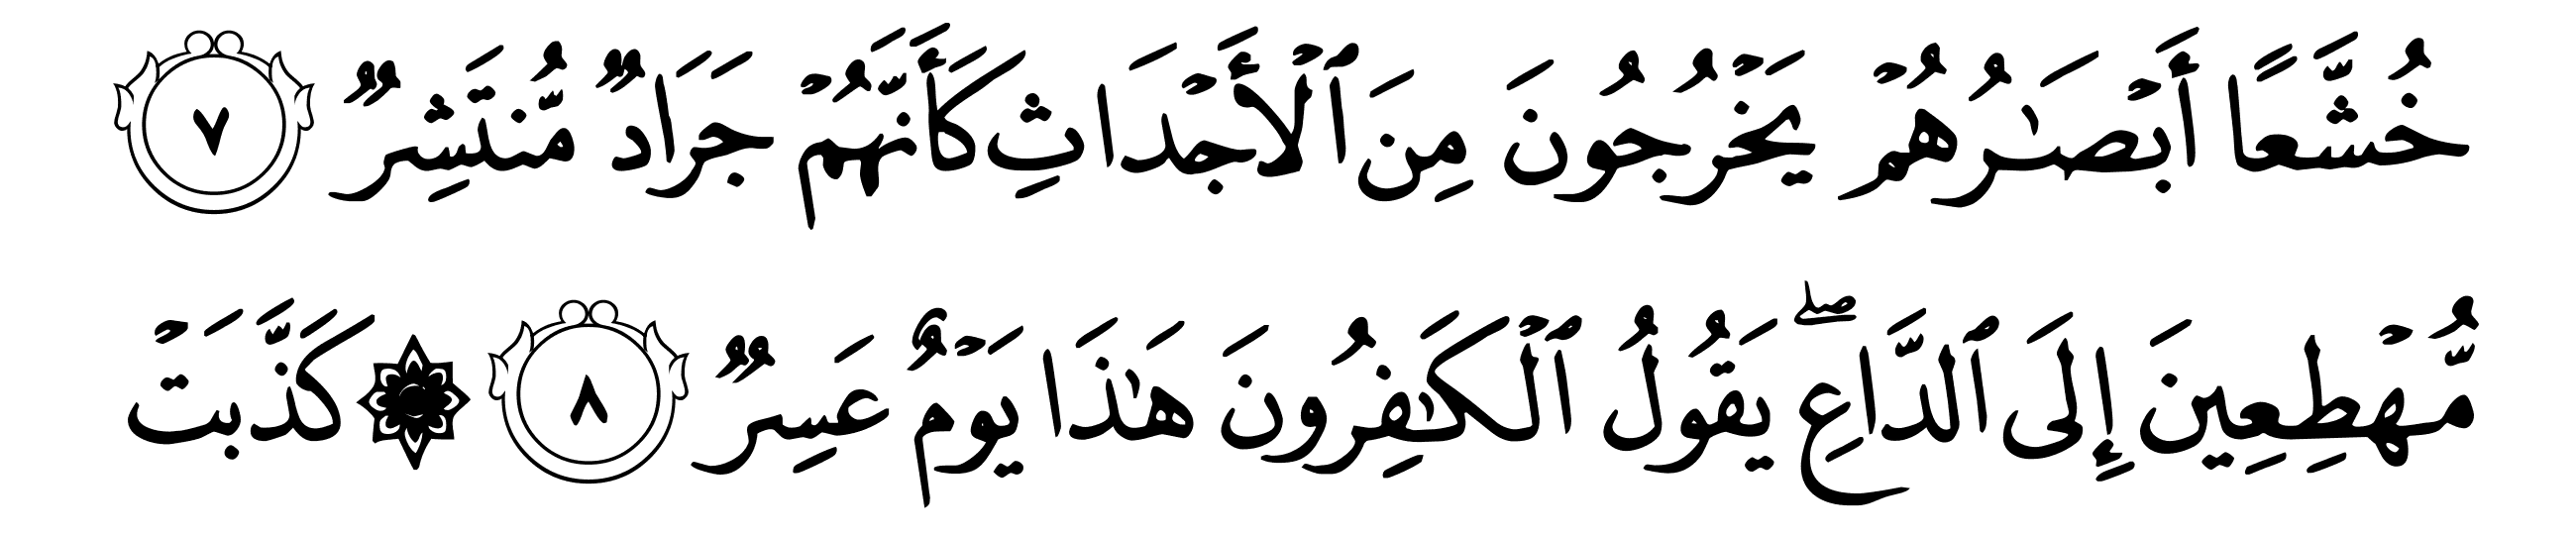 خُشَّعًا أَبْصَـٰرُهُمْ يَخْرُجُونَ مِنَ ٱلْأَجْدَاثِ كَأَنَّهُمْ جَرَادٌ مُّنتَشِرٌ ٧
مُّهْطِعِينَ إِلَى ٱلدَّاعِ ۖ يَقُولُ ٱلْكَـٰفِرُونَ هَـٰذَا يَوْمٌ عَسِرٌ ٨ ۞ كَذَّبَتْ